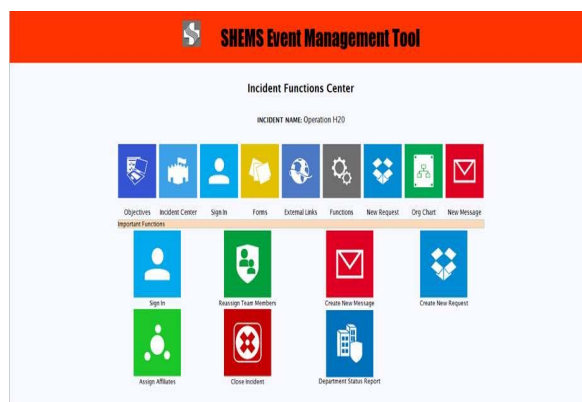 SHEMS Event Management Tool
Incident Functions Center
INCIDENT NAME: Operation H20
Objectives Incident Center Sign In Forms External Links Functions New Request Org Chart New Message
Important Functions
Sign In Reassign Team Members Create New Message Create New Request
Assign Affiliates Close Incident Department Status Report